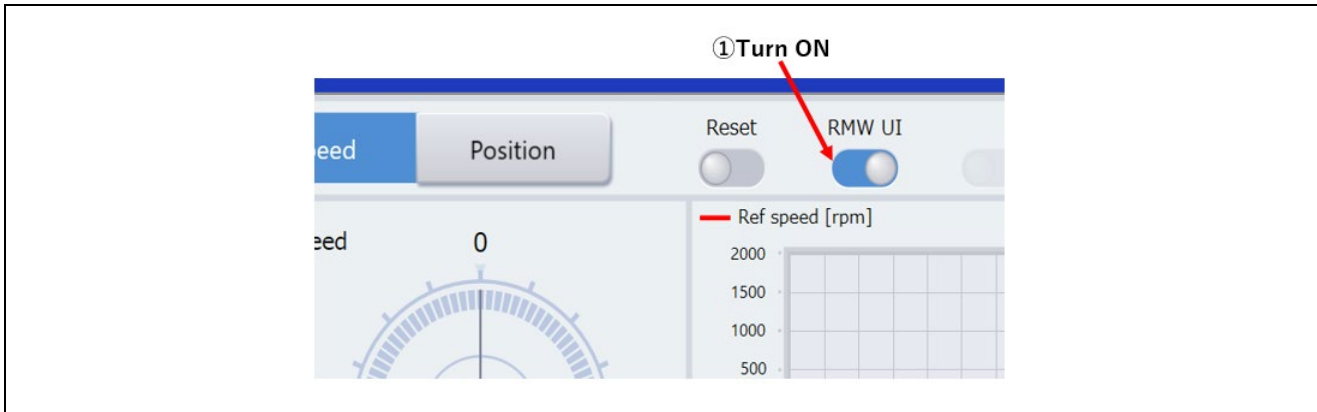 ①Turn ON
Reset RMW UI
eed Position
Ref speed [rpm]
eed 0
2000
1500
1000
500